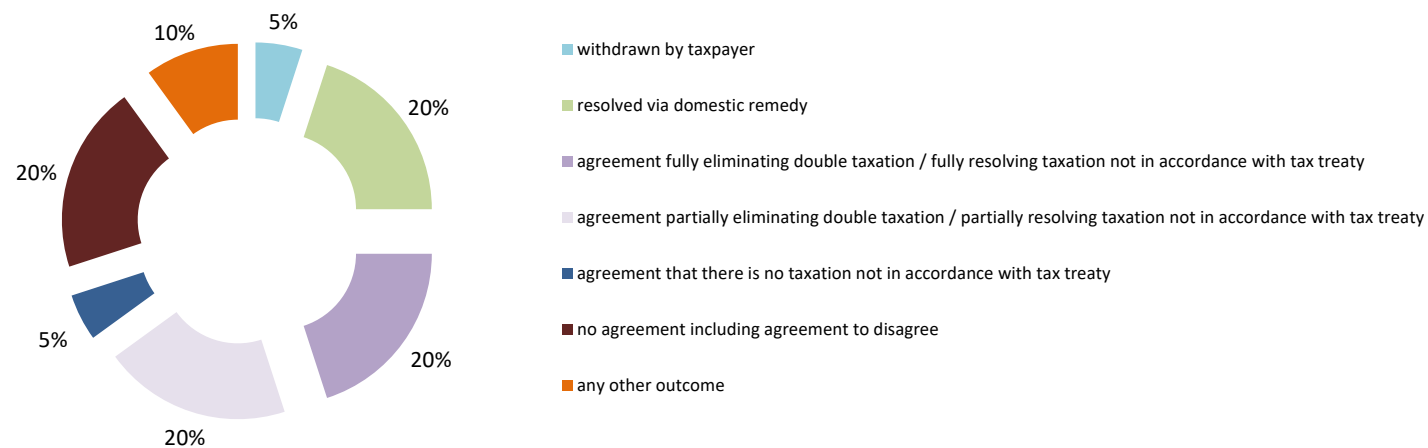 5%
10%
20%
20%
20%
5%
20%
withdrawn by taxpayer
resolved via domestic remedy
agreement fully eliminating double taxation / fully resolving taxation not in accordance with tax treaty
agreement partially eliminating double taxation / partially resolving taxation not in accordance with tax treaty
agreement that there is no taxation not in accordance with tax treaty
no agreement including agreement to disagree
any other outcome